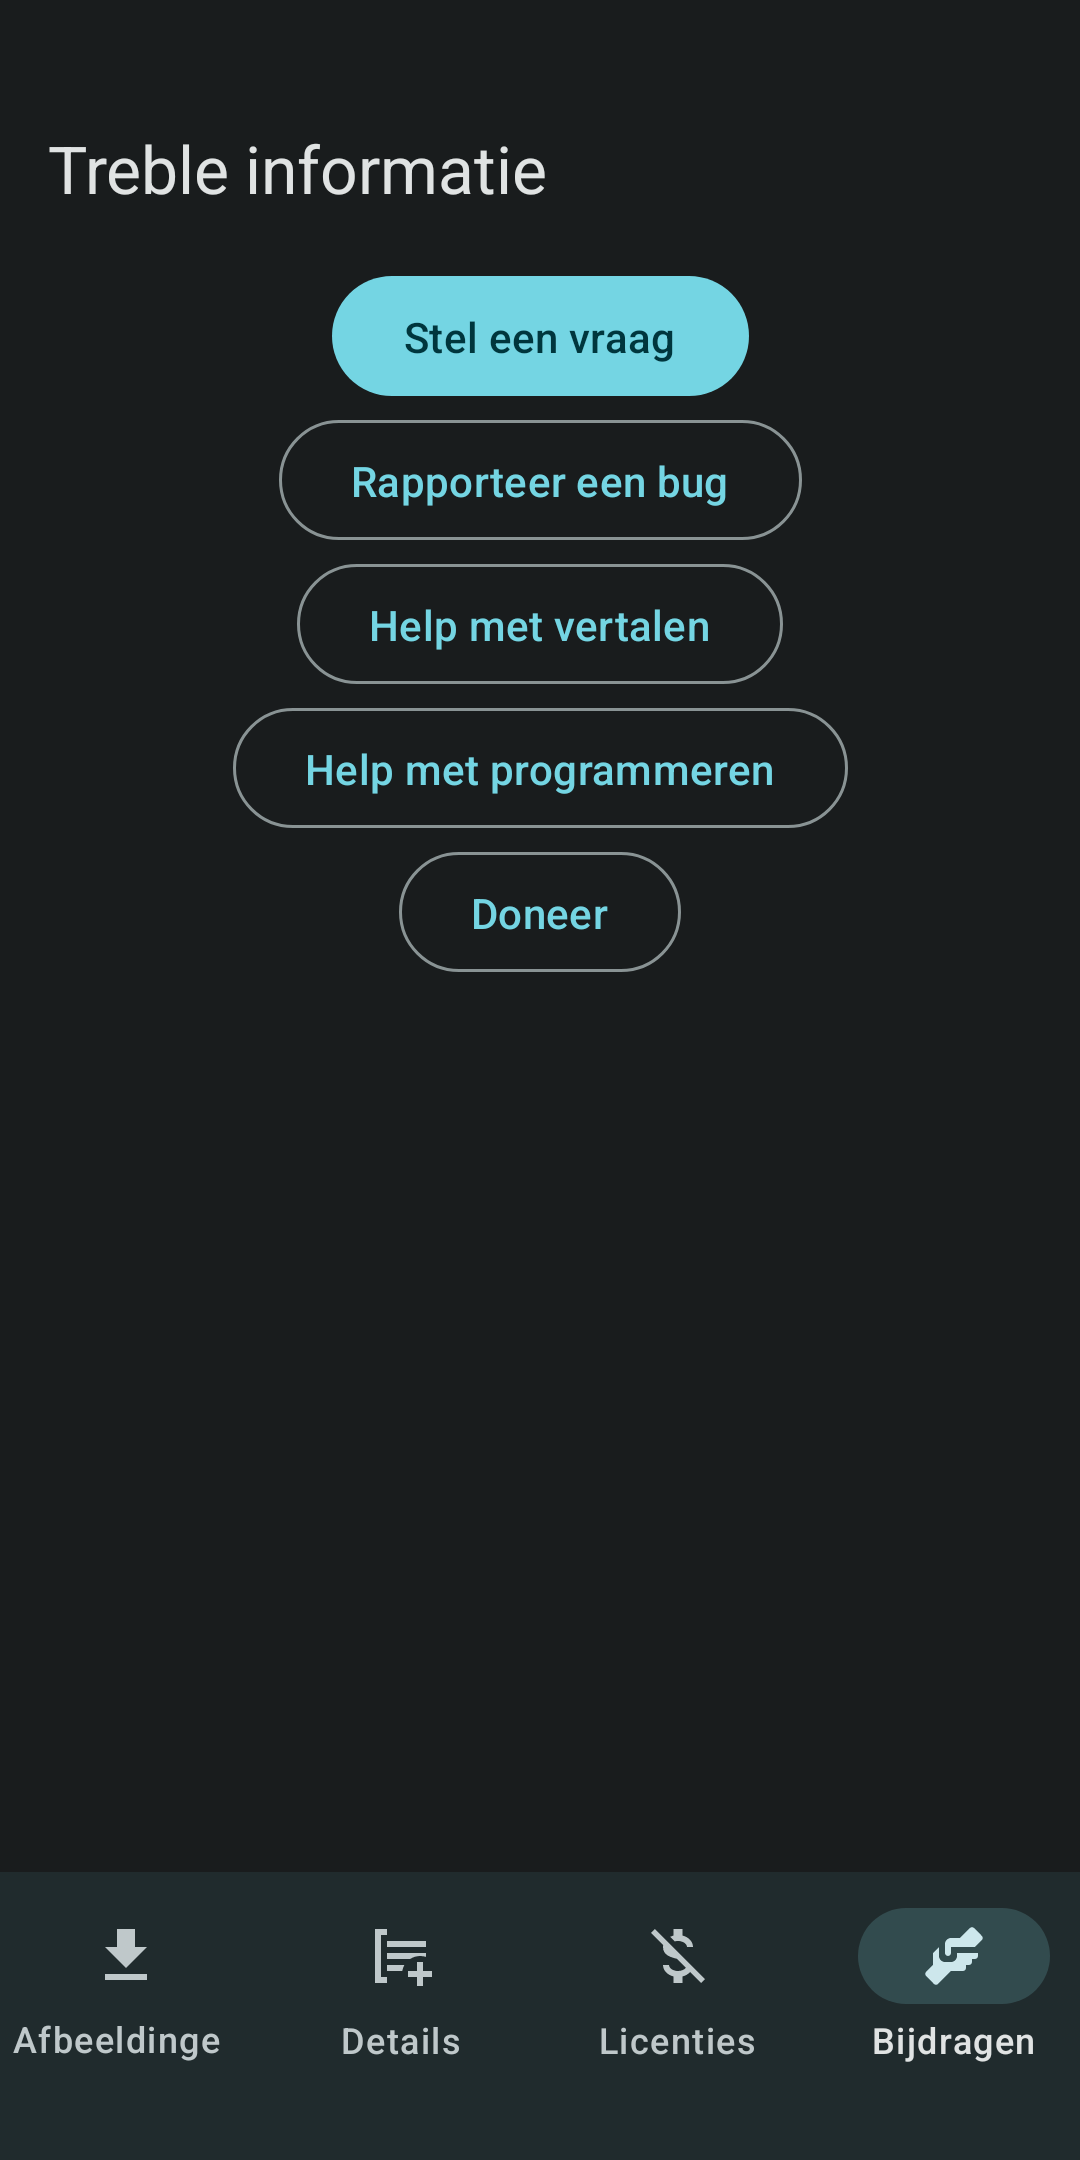 Treble informatie
Stel een vraag
Rapporteer een bug
Help met vertalen
Help met programmeren
Doneer
Afbeeldinge
Details
Licenties
Bijdragen